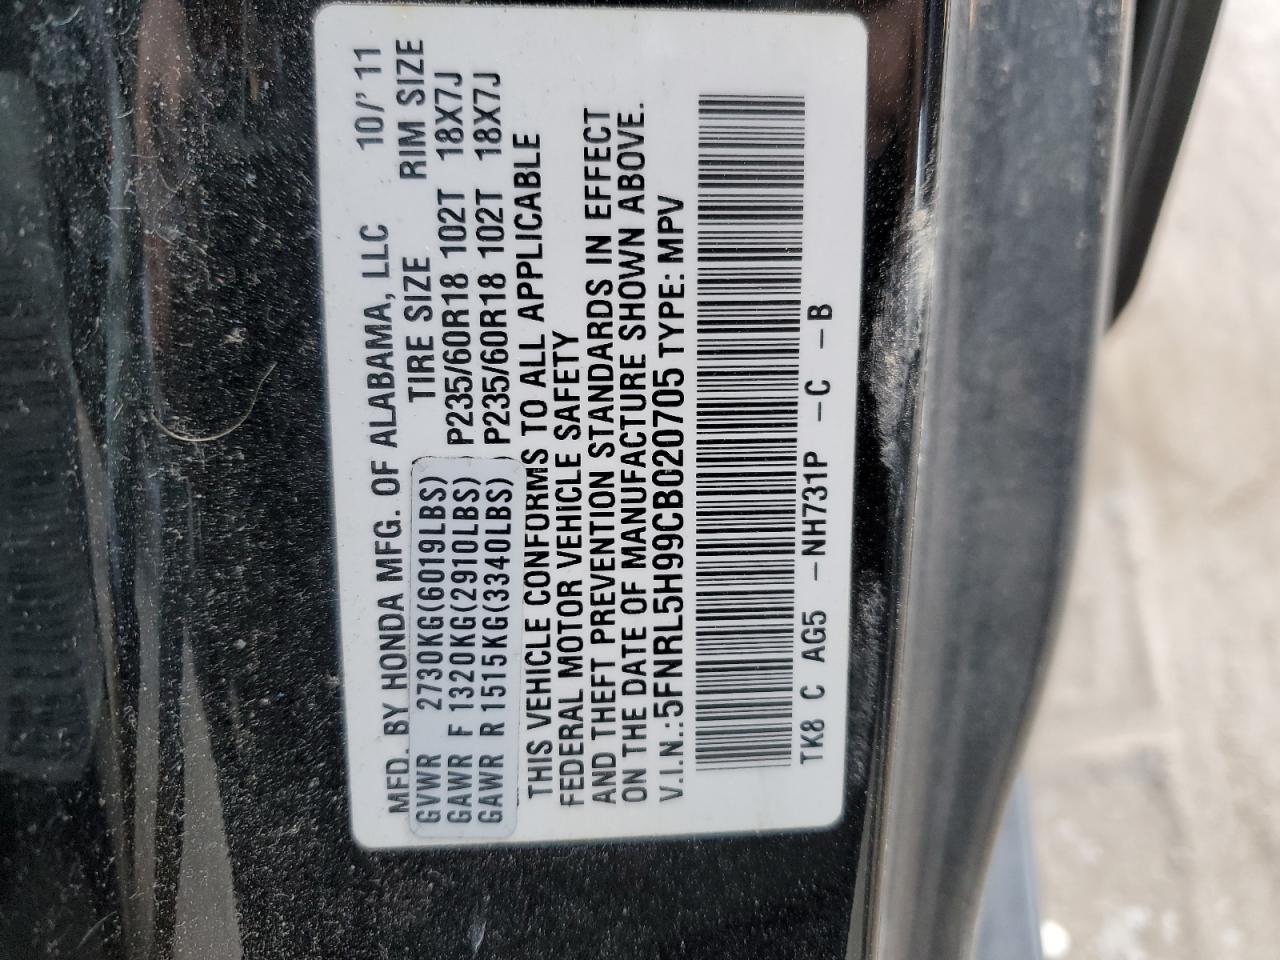 MFD. BY HONDA MFG. OF ALABAMA, LLC 10/'11
GVWR 2730KG(6019LBS) TIRE SIZE RIM SIZE
GAWR F 1320KG(2910LBS) P235/60R18 102T 18X7J
GAWR R 1515KG(3340LBS) P235/60R18 102T 18X7J
THIS VEHICLE CONFORMS TO ALL APPLICABLE
FEDERAL MOTOR VEHICLE SAFETY
AND THEFT PREVENTION STANDARDS IN EFFECT
ON THE DATE OF MANUFACTURE SHOWN ABOVE.
V.I.N.:5FNRL5H99CB020705 TYPE: MPV
TK8 C AG5 -NH731P -C -B